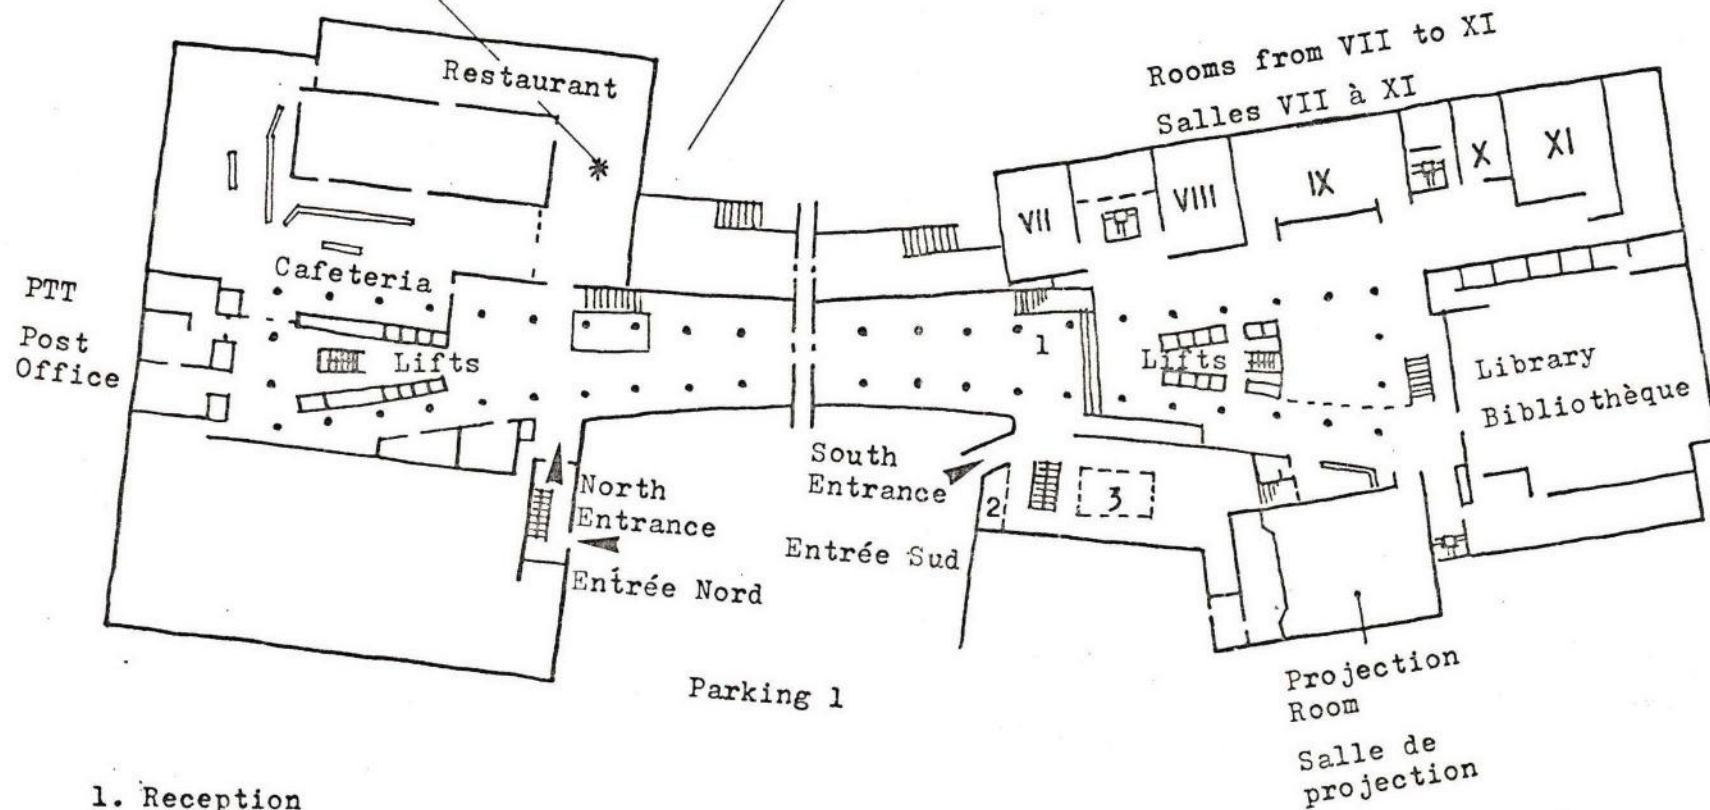 Restaurant
Rooms from VII to XI
Salles VII à XI
VII
VIII
IX
X
XI
PTT
Post
Office
Cafeteria
Lifts
1
Lifts
Library
Bibliothèque
North
Entrance
Entrée Nord
South
Entrance
Entrée Sud
2
3
Parking 1
Projection
Room
Salle de
projection
1. Reception